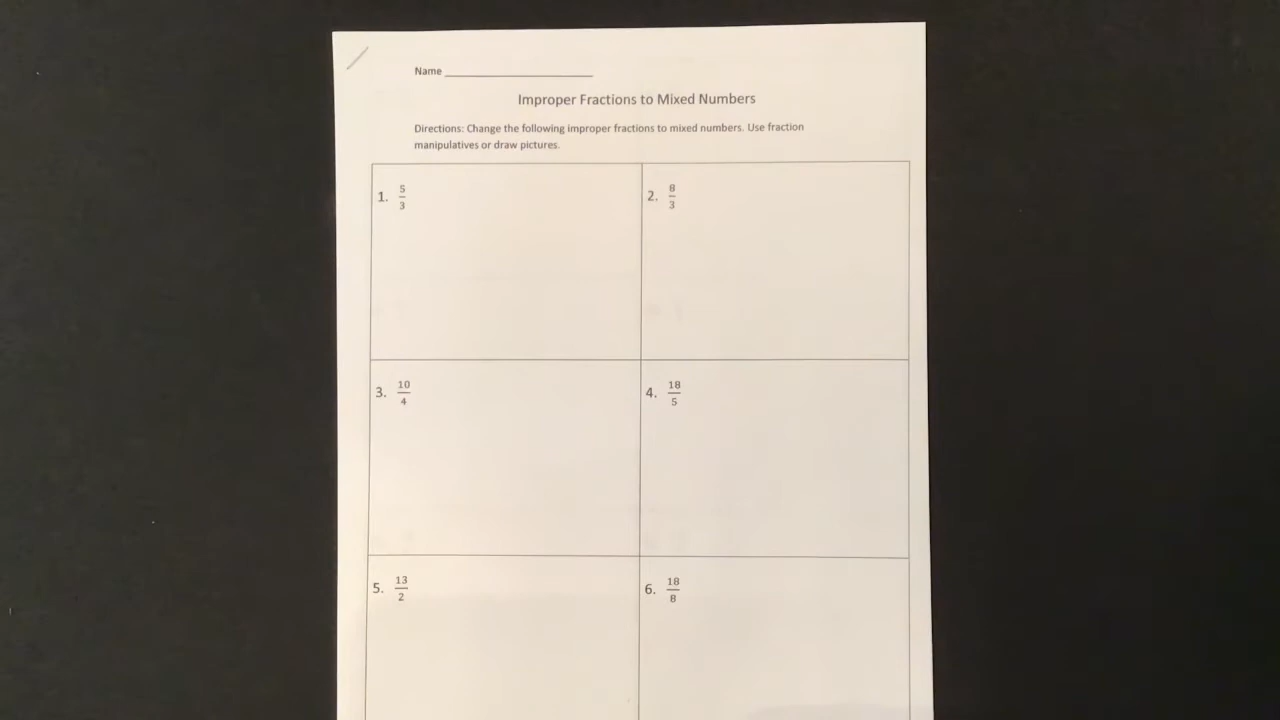 Name ______________________
Improper Fractions to Mixed Numbers
Directions: Change the following improper fractions to mixed numbers. Use fraction
manipulatives or draw pictures.
1. 5/3
2. 8/3
3. 10/4
4. 18/5
5. 13/2
6. 18/8